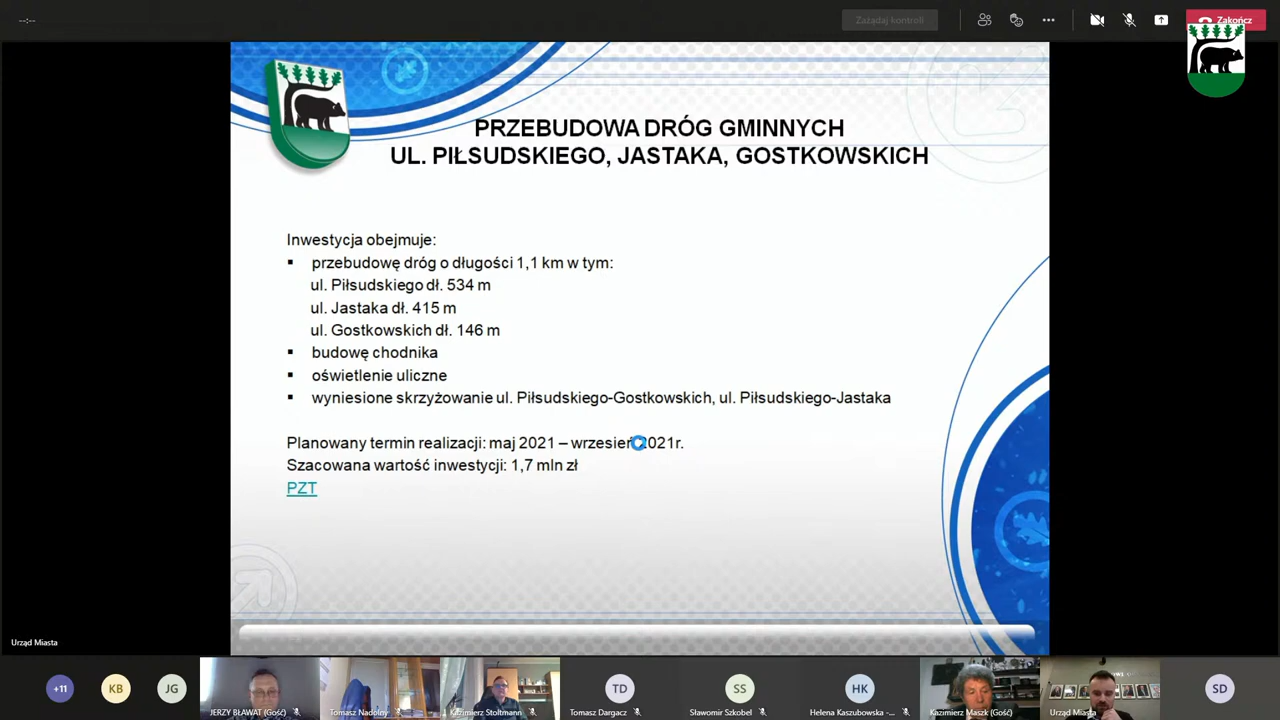 --:--
Zażądaj kontroli
Zakończ
PRZEBUDOWA DRÓG GMINNYCH
UL. PIŁSUDSKIEGO, JASTAKA, GOSTKOWSKICH
Inwestycja obejmuje:
▪ przebudowę dróg o długości 1,1 km w tym:
ul. Piłsudskiego dł. 534 m
ul. Jastaka dł. 415 m
ul. Gostkowskich dł. 146 m
▪ budowę chodnika
▪ oświetlenie uliczne
▪ wyniesione skrzyżowanie ul. Piłsudskiego-Gostkowskich, ul. Piłsudskiego-Jastaka
Planowany termin realizacji: maj 2021 – wrzesień 2021r.
Szacowana wartość inwestycji: 1,7 mln zł
PZT
Urząd Miasta
+11
KB
JG
TD
SS
HK
SD
JERZY BŁAWAT (Gość)
Tomasz Nadolny
Kazimierz Stoltmann
Tomasz Dargacz
Sławomir Szkobel
Helena Kaszubowska -...
Kazimierz Maszk (Gość)
Urząd Miasta